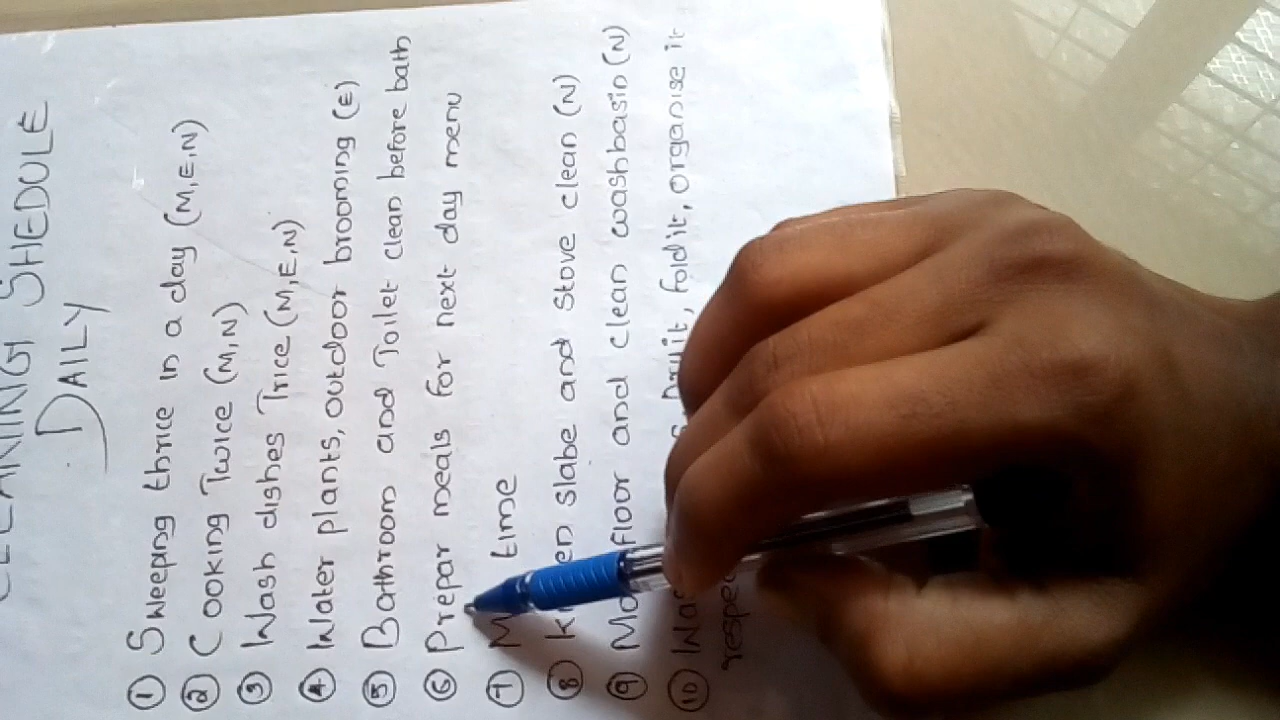 CLEANING SHEDULE
DAILY
① Sweeping thrice in a day (M,E,N)
② Cooking Twice (M,N)
③ Wash dishes Trice (M,E,N)
④ Water plants, outdoor brooming (E)
⑤ Bathroom and Toilet clean before bath
⑥ Prepar meals for next day menu
⑦ time
⑧ slabe and stove clean (N)
⑨ floor and clean washbasin (N)
⑩ fold it, organise it